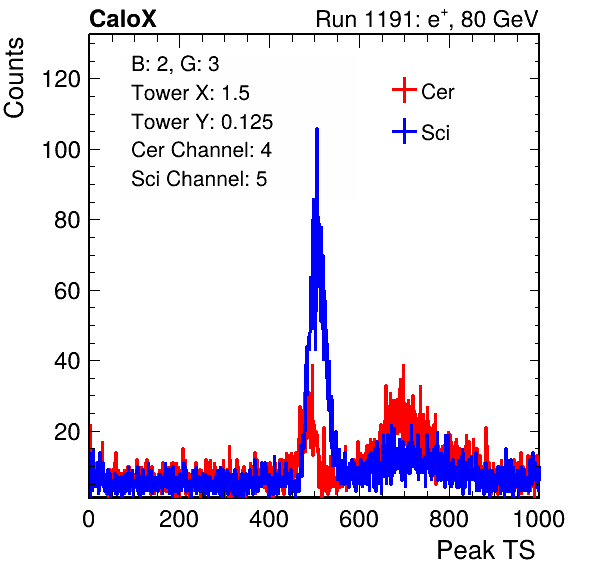 CaloX Run 1191: e⁺, 80 GeV
Counts
B: 2, G: 3
Tower X: 1.5
Tower Y: 0.125
Cer Channel: 4
Sci Channel: 5
Cer
Sci
120
100
80
60
40
20
0 200 400 600 800 1000
Peak TS